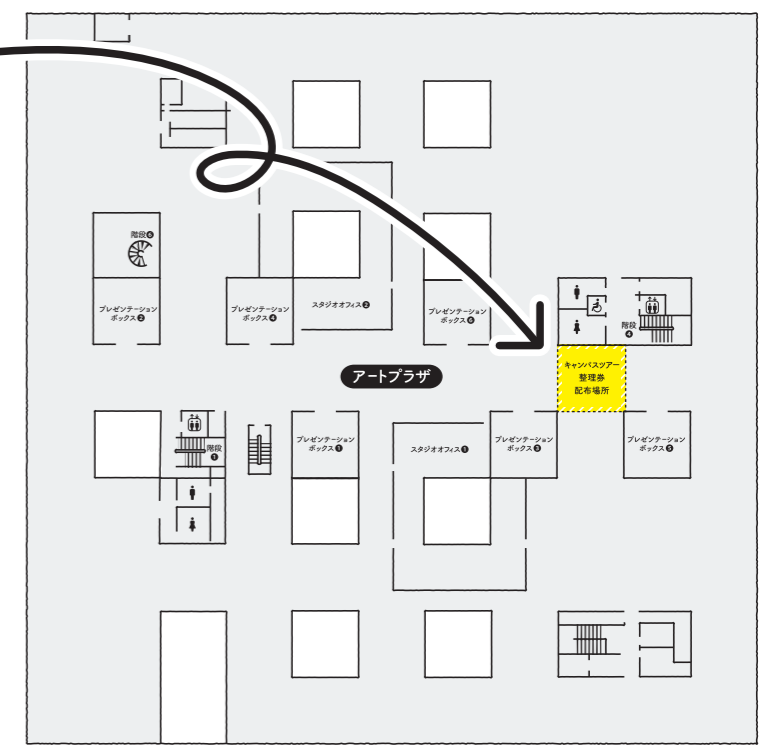 階段❻
プレゼンテーション
ボックス❷
プレゼンテーション
ボックス❹
スタジオオフィス❷
プレゼンテーション
ボックス❻
階段
❹
アートプラザ
キャンパスツアー
整理券
配布場所
階段
❶
プレゼンテーション
ボックス❶
スタジオオフィス❶
プレゼンテーション
ボックス❸
プレゼンテーション
ボックス❺